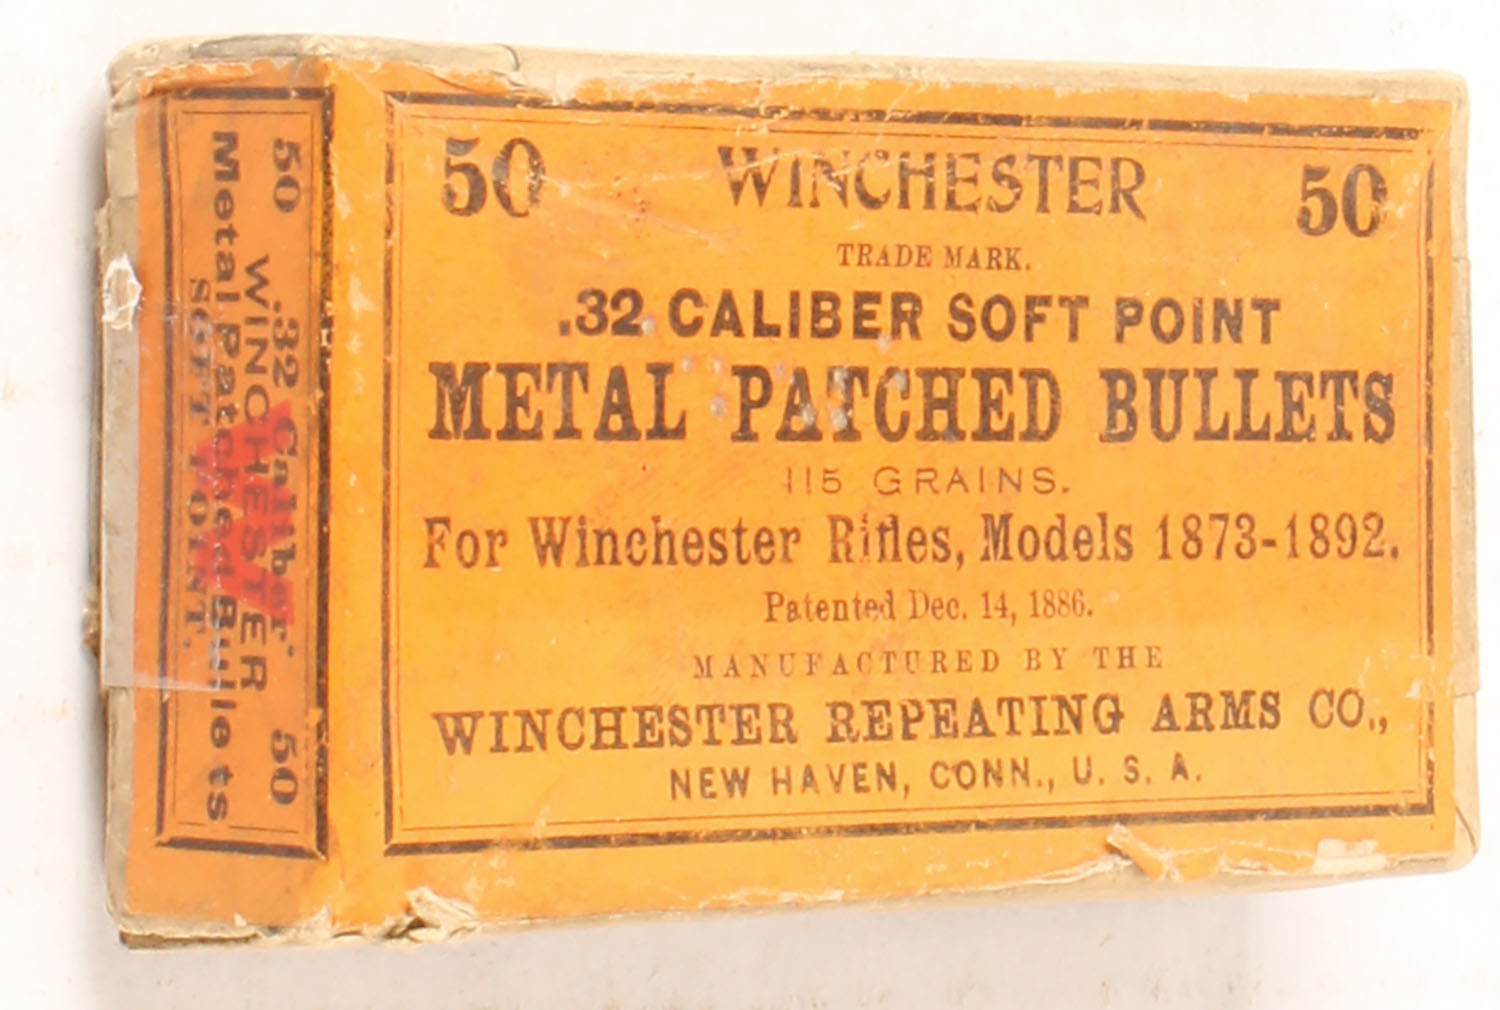 50 WINCHESTER 50
TRADE MARK.
.32 CALIBER SOFT POINT
METAL PATCHED BULLETS
115 GRAINS.
For Winchester Rifles, Models 1873-1892.
Patented Dec. 14, 1886.
MANUFACTURED BY THE
WINCHESTER REPEATING ARMS CO.,
NEW HAVEN, CONN., U. S. A.
50 .32 Caliber 50
WINCHESTER
Metal Patched Bullets
SOFT POINT.
W